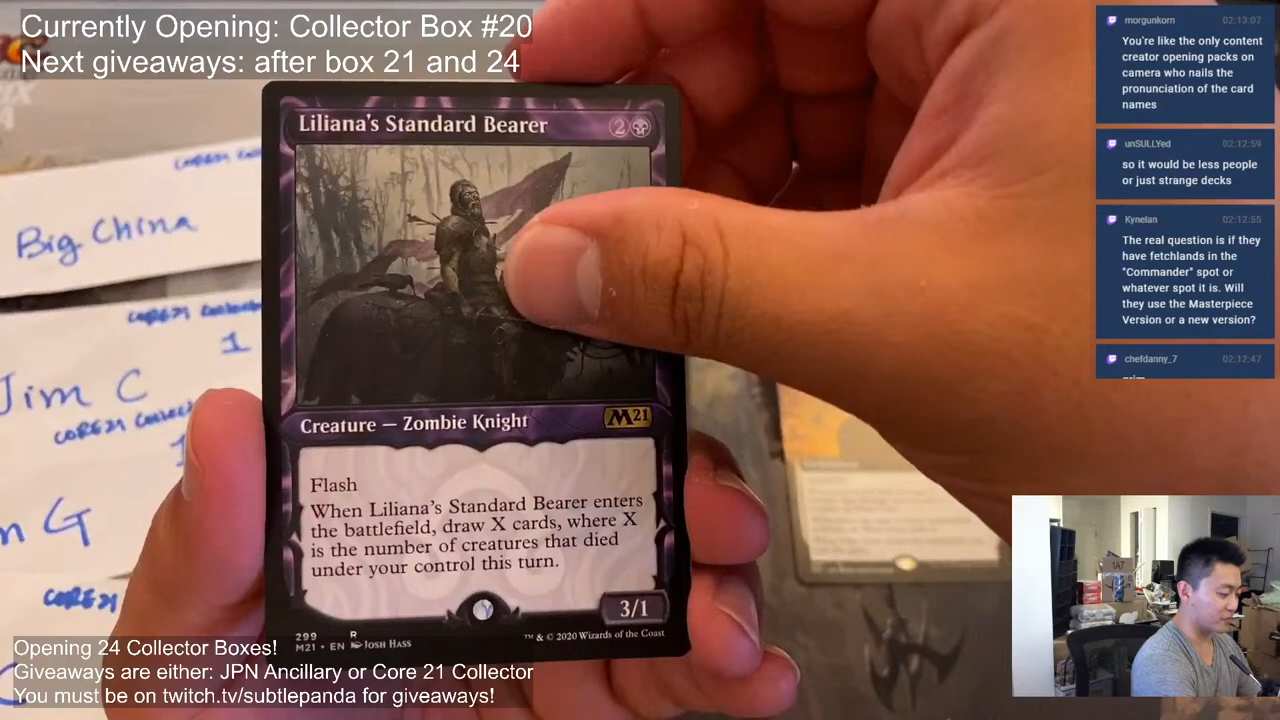 Currently Opening: Collector Box #20
Next giveaways: after box 21 and 24
Big China
Jim C
1
G
CORE21
Liliana's Standard Bearer
2
Creature — Zombie Knight
M21
Flash
When Liliana's Standard Bearer enters
the battlefield, draw X cards, where X
is the number of creatures that died
under your control this turn.
3/1
299 R
M21 • EN Josh Hass
™ & © 2020 Wizards of the Coast
1A7
Opening 24 Collector Boxes!
Giveaways are either: JPN Ancillary or Core 21 Collector
You must be on twitch.tv/subtlepanda for giveaways!
morgunkorn 02:13:07
You're like the only content
creator opening packs on
camera who nails the
pronunciation of the card
names
unSULLYed 02:12:59
so it would be less people
or just strange decks
Kynelan 02:12:55
The real question is if they
have fetchlands in the
"Commander" spot or
whatever spot it is. Will
they use the Masterpiece
Version or a new version?
chefdanny_7 02:12:47